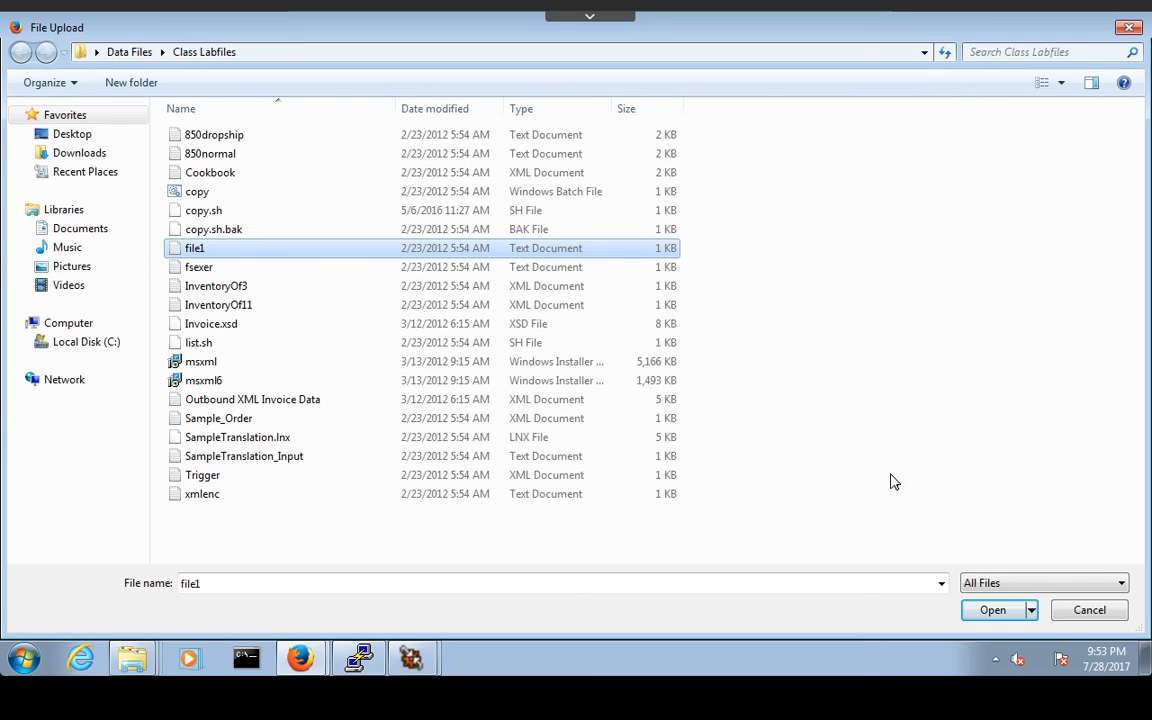 File Upload
Data Files Class Labfiles Search Class Labfiles
Organize New folder
Name Date modified Type Size
Favorites
Desktop
Downloads
Recent Places
Libraries
Documents
Music
Pictures
Videos
Computer
Local Disk (C:)
Network
850dropship 2/23/2012 5:54 AM Text Document 2 KB
850normal 2/23/2012 5:54 AM Text Document 2 KB
Cookbook 2/23/2012 5:54 AM XML Document 2 KB
copy 2/23/2012 5:54 AM Windows Batch File 1 KB
copy.sh 5/6/2016 11:27 AM SH File 1 KB
copy.sh.bak 2/23/2012 5:54 AM BAK File 1 KB
file1 2/23/2012 5:54 AM Text Document 1 KB
fsexer 2/23/2012 5:54 AM Text Document 1 KB
InventoryOf3 2/23/2012 5:54 AM XML Document 1 KB
InventoryOf11 2/23/2012 5:54 AM XML Document 1 KB
Invoice.xsd 3/12/2012 6:15 AM XSD File 8 KB
list.sh 2/23/2012 5:54 AM SH File 1 KB
msxml 3/13/2012 9:15 AM Windows Installer ... 5,166 KB
msxml6 3/13/2012 9:15 AM Windows Installer ... 1,493 KB
Outbound XML Invoice Data 3/12/2012 6:15 AM XML Document 5 KB
Sample_Order 2/23/2012 5:54 AM XML Document 1 KB
SampleTranslation.lnx 2/23/2012 5:54 AM LNX File 5 KB
SampleTranslation_Input 2/23/2012 5:54 AM Text Document 1 KB
Trigger 2/23/2012 5:54 AM XML Document 1 KB
xmlenc 2/23/2012 5:54 AM Text Document 1 KB
File name: file1 All Files
Open Cancel
9:53 PM
7/28/2017